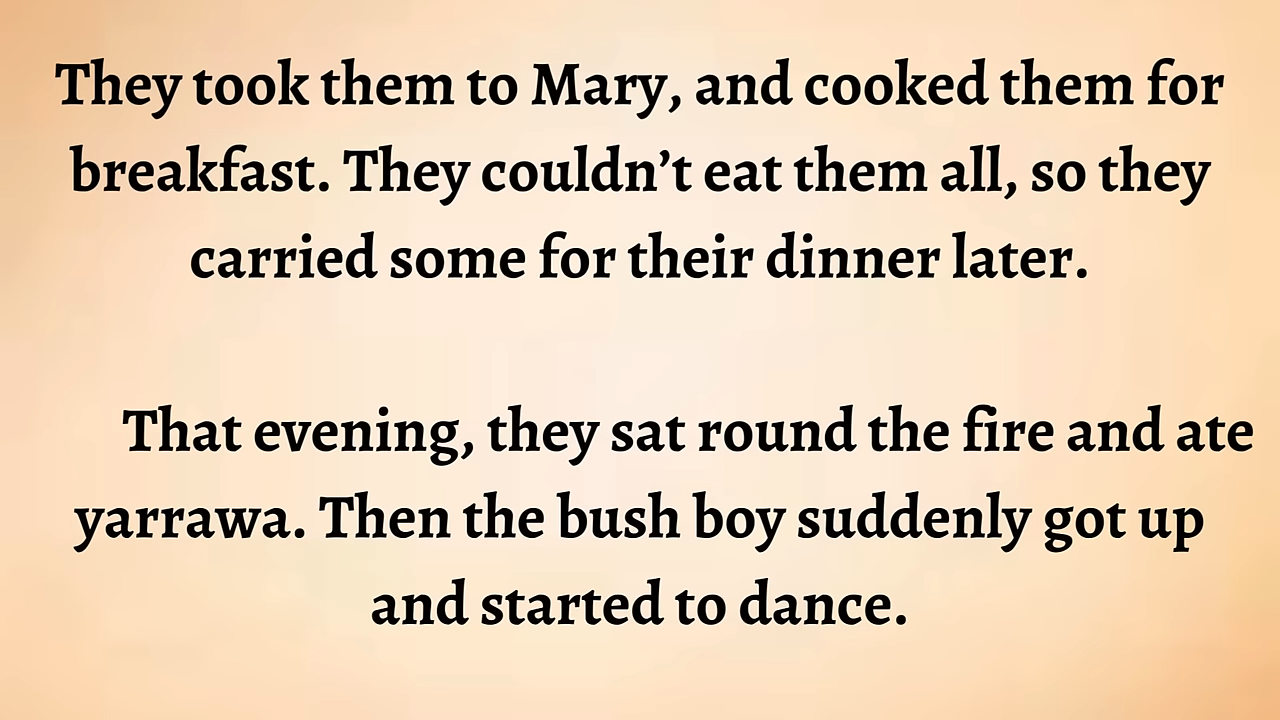 They took them to Mary, and cooked them for
breakfast. They couldn’t eat them all, so they
carried some for their dinner later.
That evening, they sat round the fire and ate
yarrawa. Then the bush boy suddenly got up
and started to dance.